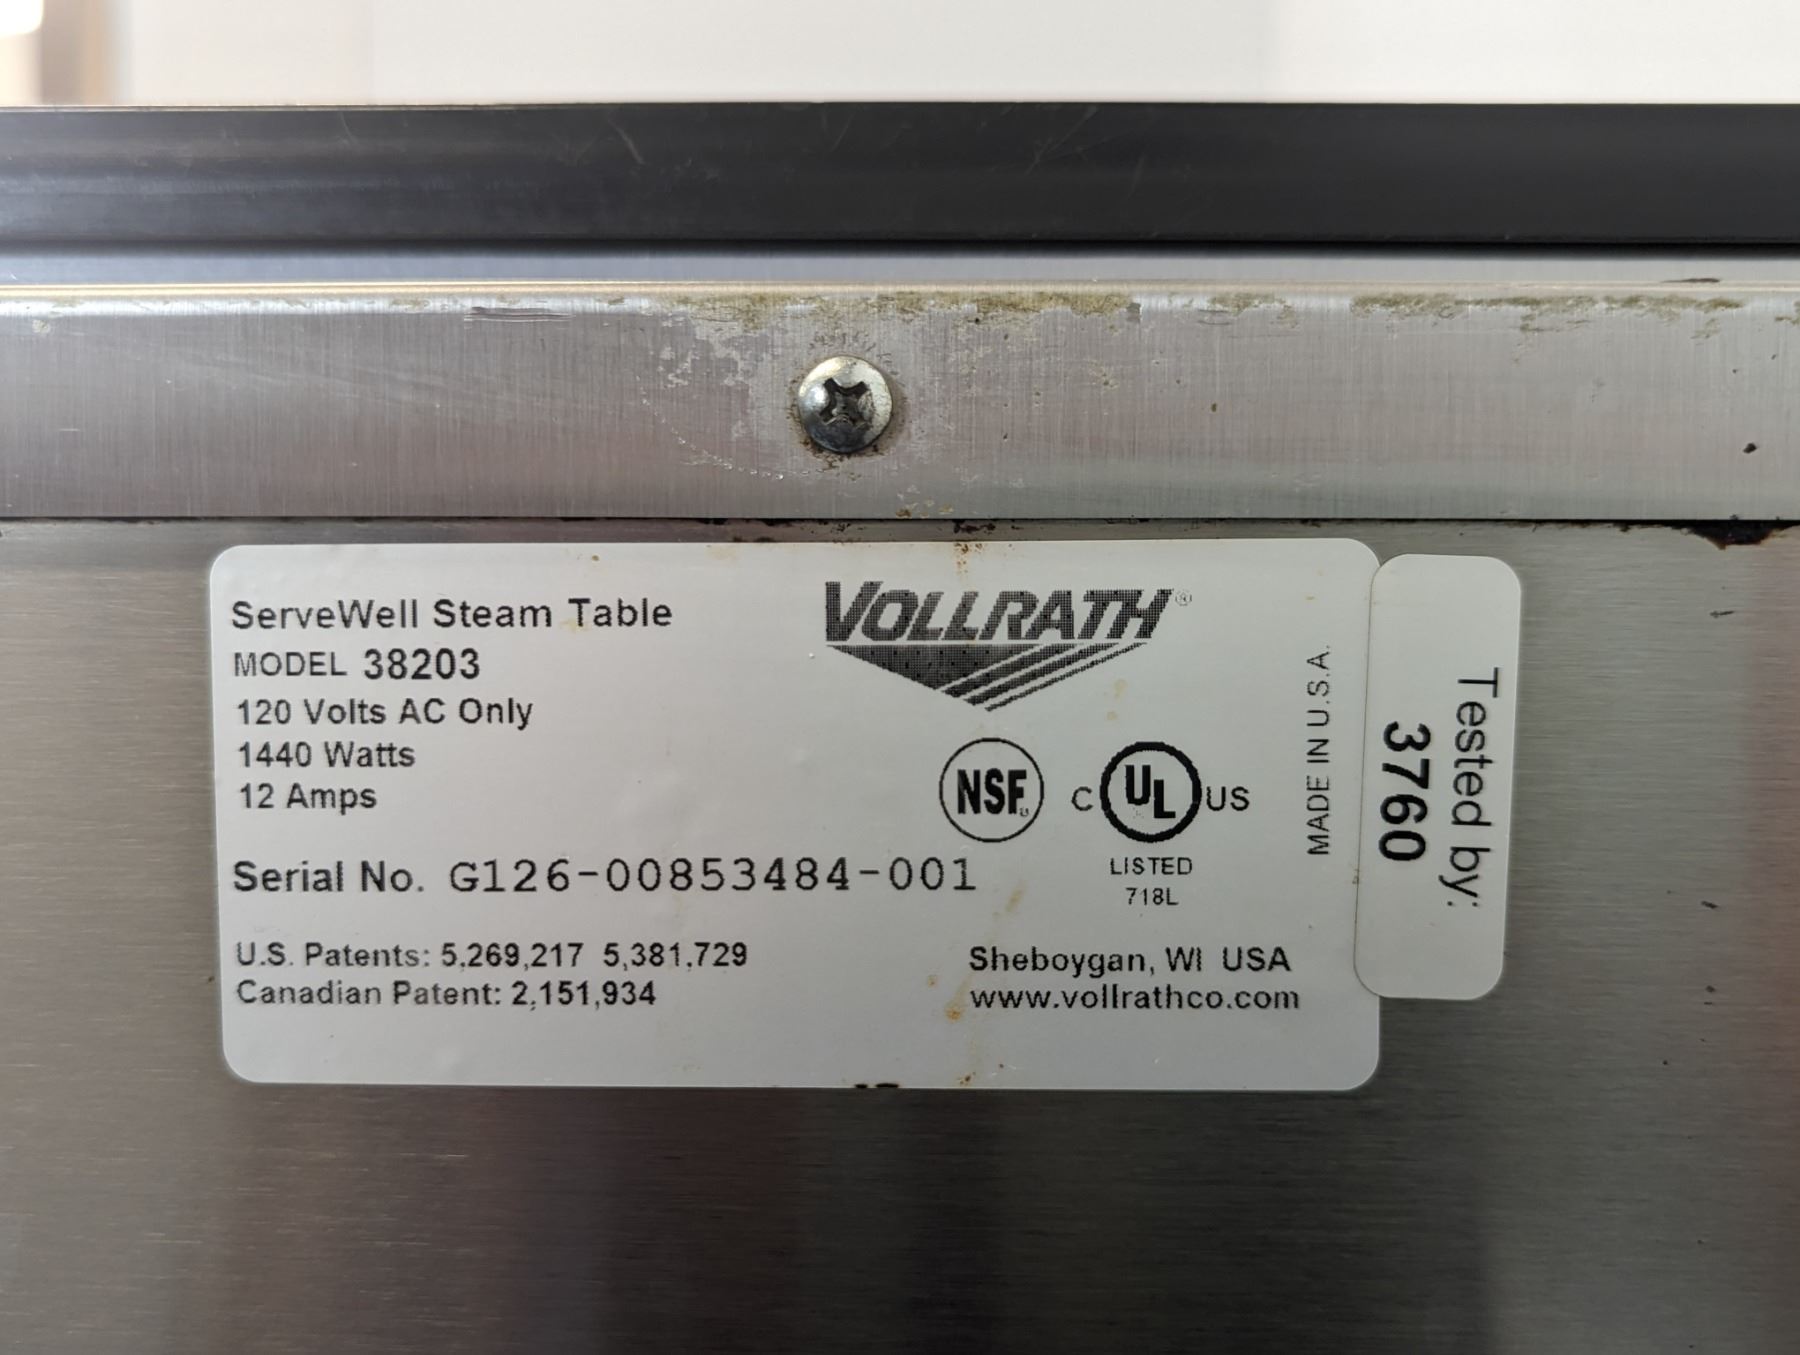 ServeWell Steam Table
MODEL 38203
120 Volts AC Only
1440 Watts
12 Amps
VOLLRATH®
NSF®
C UL US
LISTED
718L
MADE IN U.S.A.
Serial No. G126-00853484-001
U.S. Patents: 5,269,217 5,381,729
Canadian Patent: 2,151,934
Sheboygan, WI USA
www.vollrathco.com
Tested by:
3760